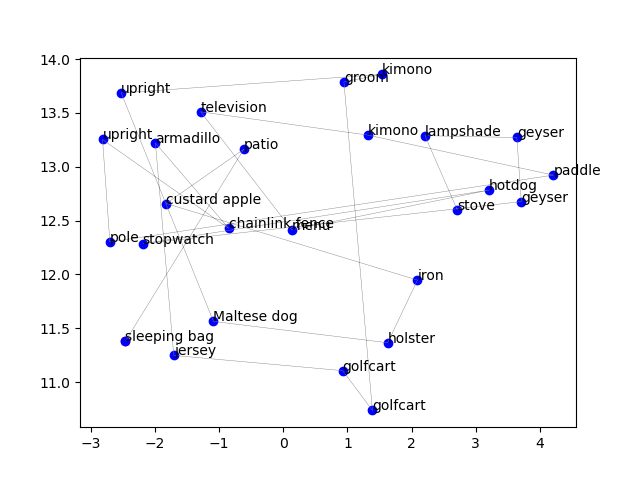 14.0
kimono
groom
upright
13.5
television
upright
armadillo
kimono
lampshade
geyser
patio
13.0
paddle
hotdog
custard apple
geyser
stove
12.5
chainlink fence
menu
pole
stopwatch
12.0
iron
11.5
Maltese dog
sleeping bag
holster
jersey
golfcart
11.0
golfcart
−3 −2 −1 0 1 2 3 4